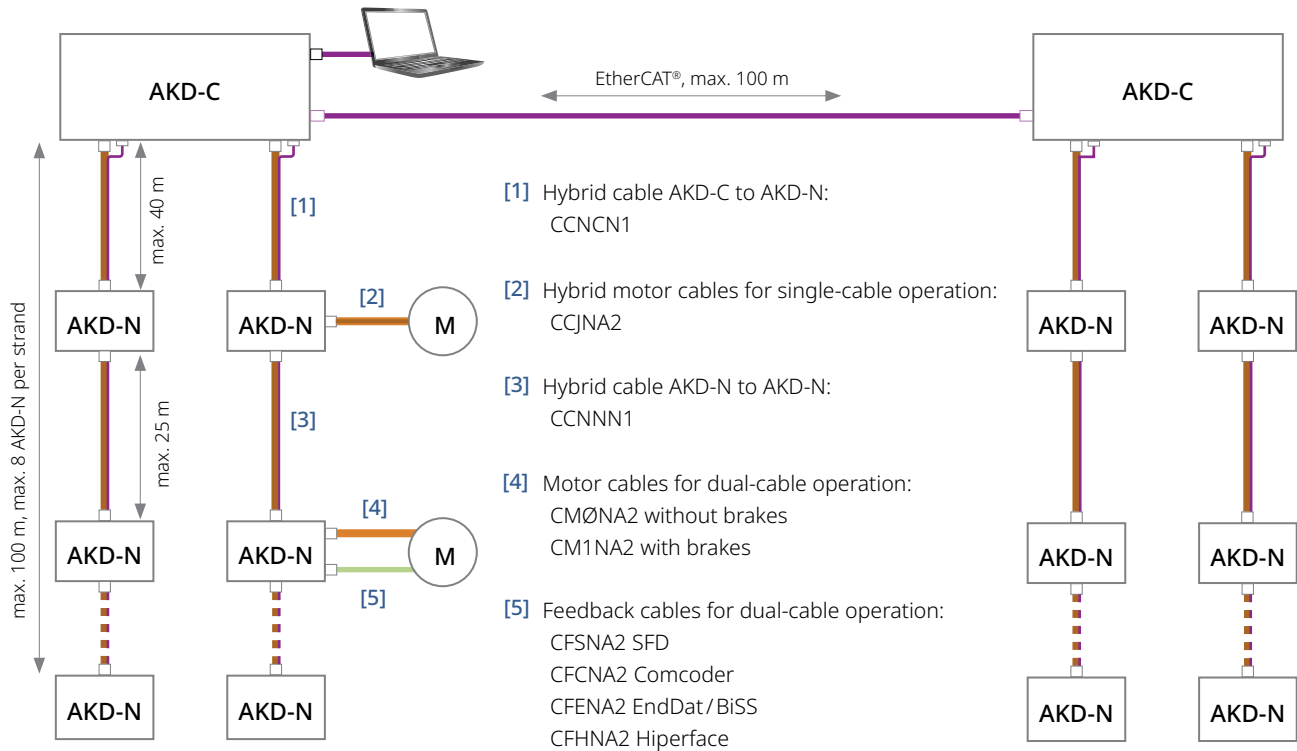 AKD-C
EtherCAT®, max. 100 m
AKD-C
max. 100 m, max. 8 AKD-N per strand
max. 40 m
[1]
[1] Hybrid cable AKD-C to AKD-N:
CCNCN1
AKD-N
AKD-N
[2]
M
[2] Hybrid motor cables for single-cable operation:
CCJNA2
AKD-N
AKD-N
max. 25 m
[3]
[3] Hybrid cable AKD-N to AKD-N:
CCNNN1
AKD-N
AKD-N
[4]
M
[5]
[4] Motor cables for dual-cable operation:
CMØNA2 without brakes
CM1NA2 with brakes
AKD-N
AKD-N
[5] Feedback cables for dual-cable operation:
CFSNA2 SFD
CFCNA2 Comcoder
CFENA2 EndDat/BiSS
CFHNA2 Hiperface
AKD-N
AKD-N
AKD-N
AKD-N